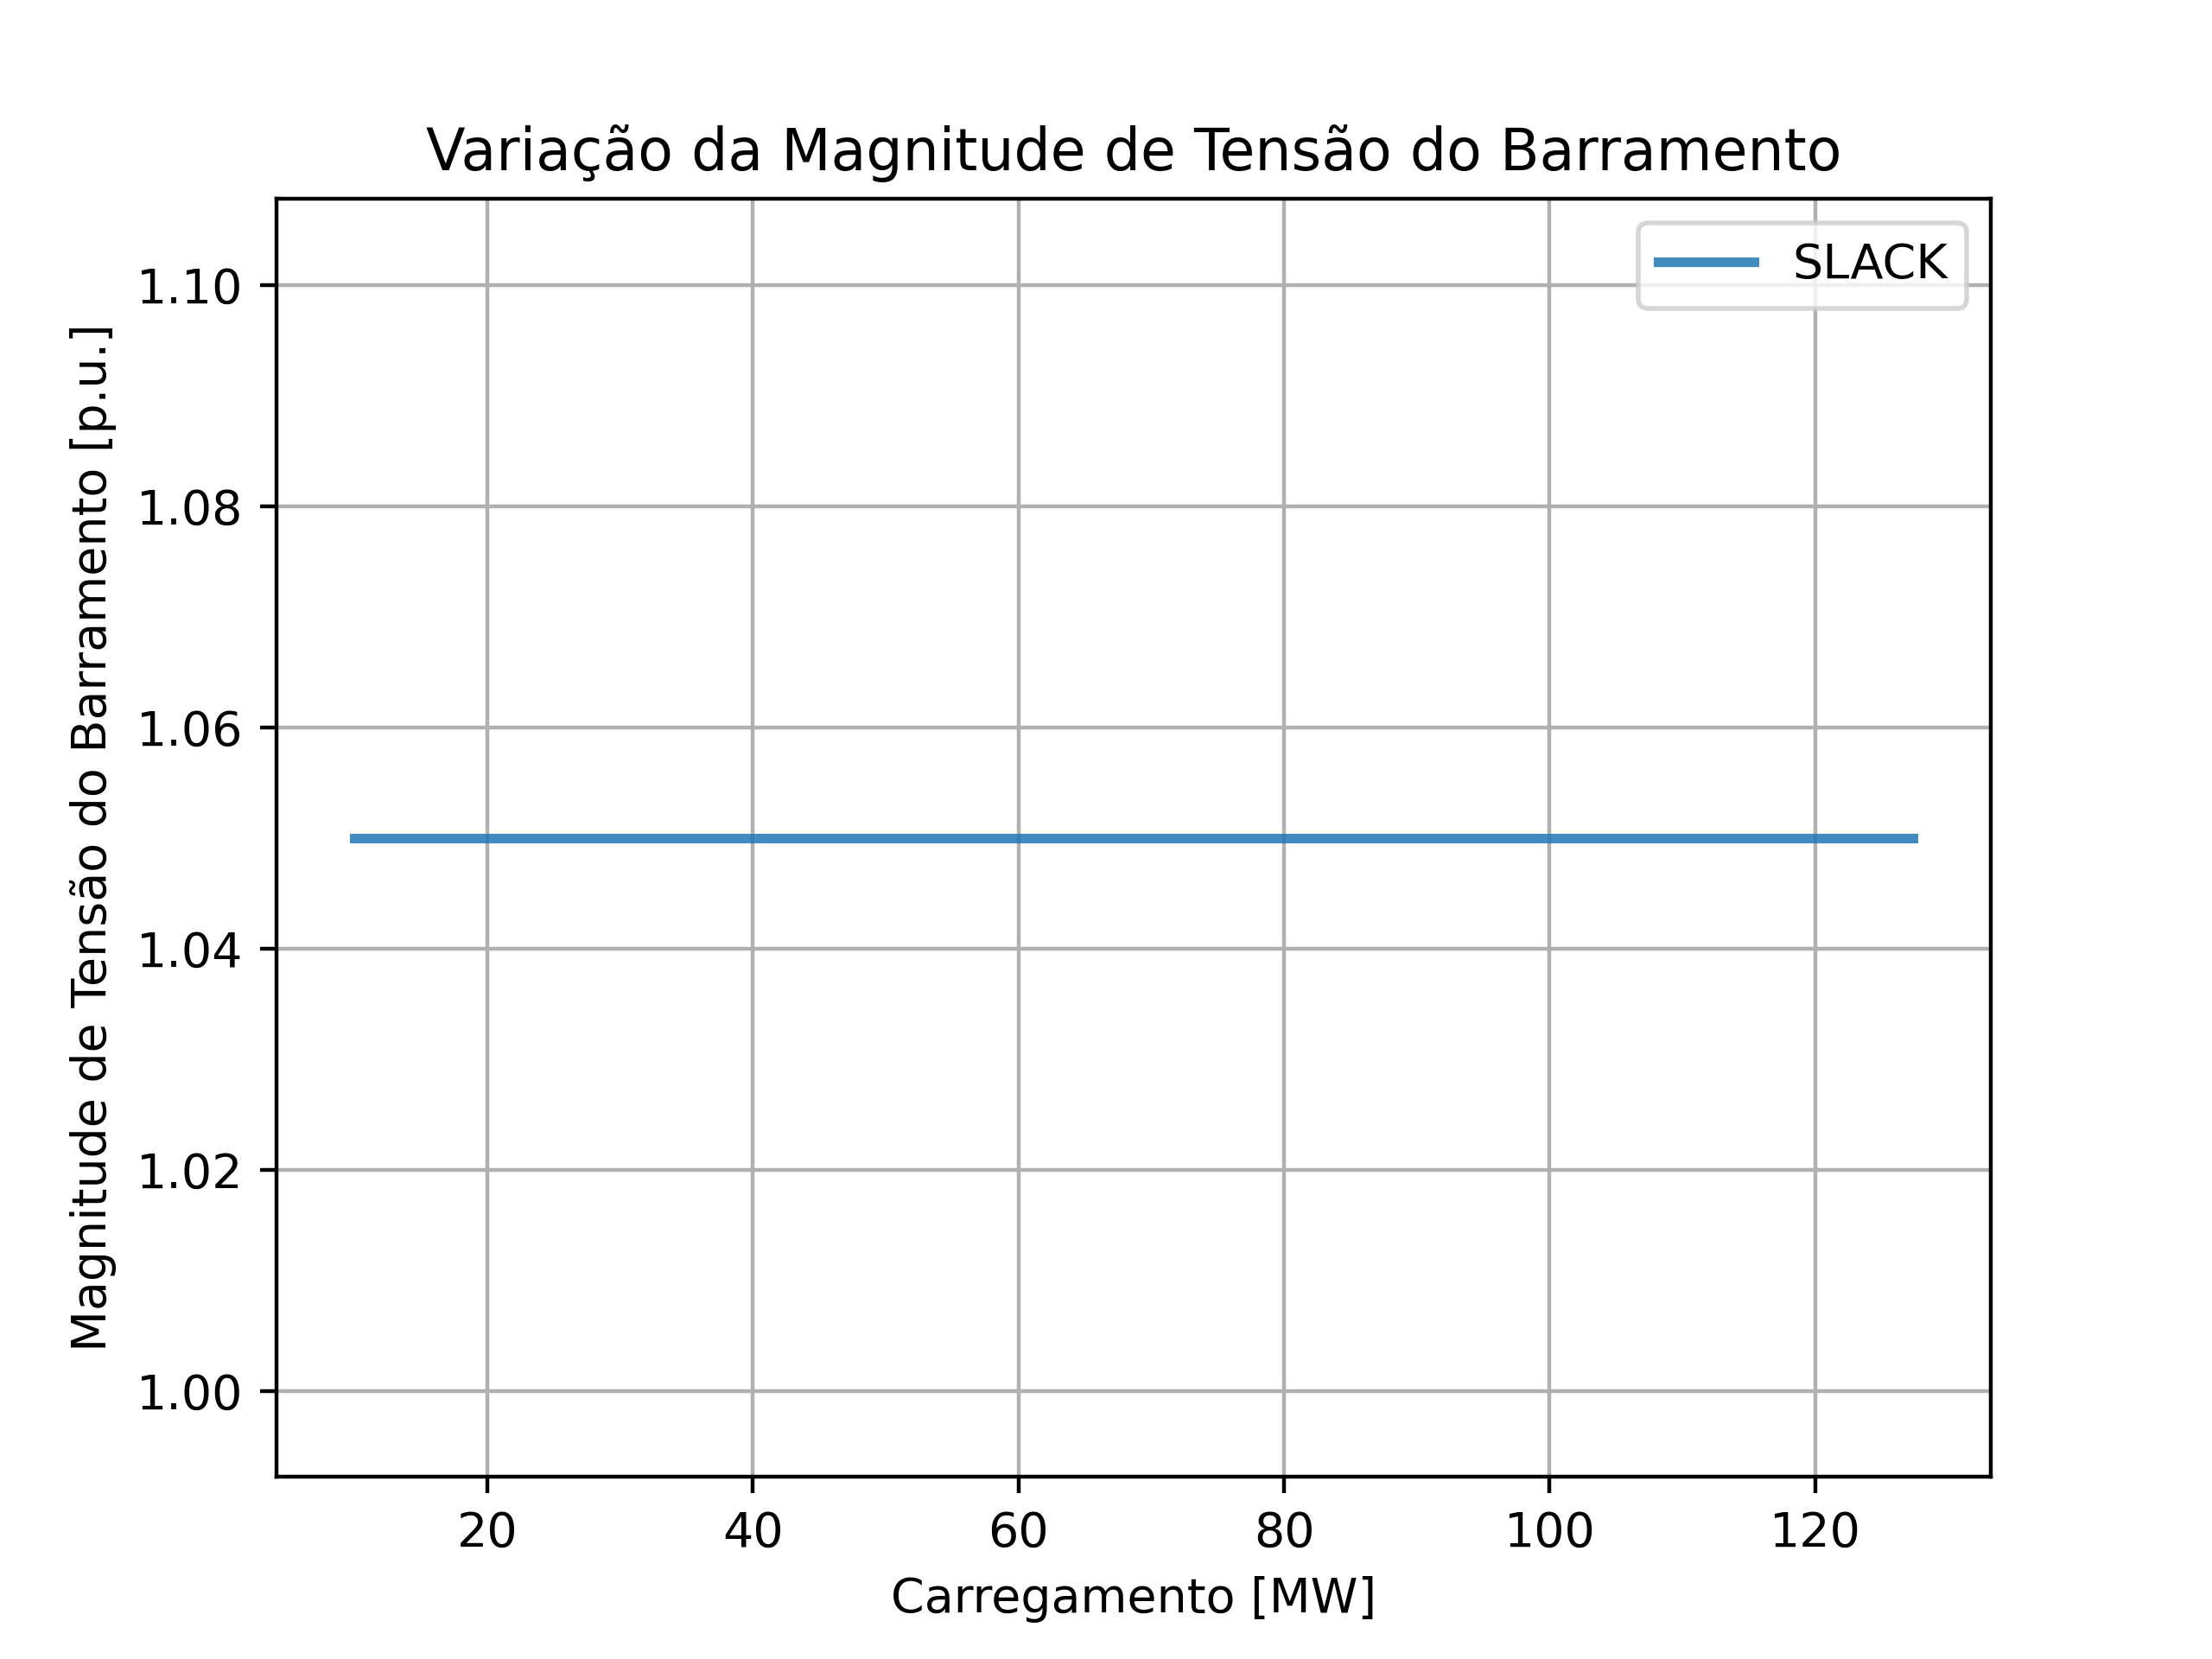 Variação da Magnitude de Tensão do Barramento
SLACK
Magnitude de Tensão do Barramento [p.u.]
1.10
1.08
1.06
1.04
1.02
1.00
20 40 60 80 100 120
Carregamento [MW]